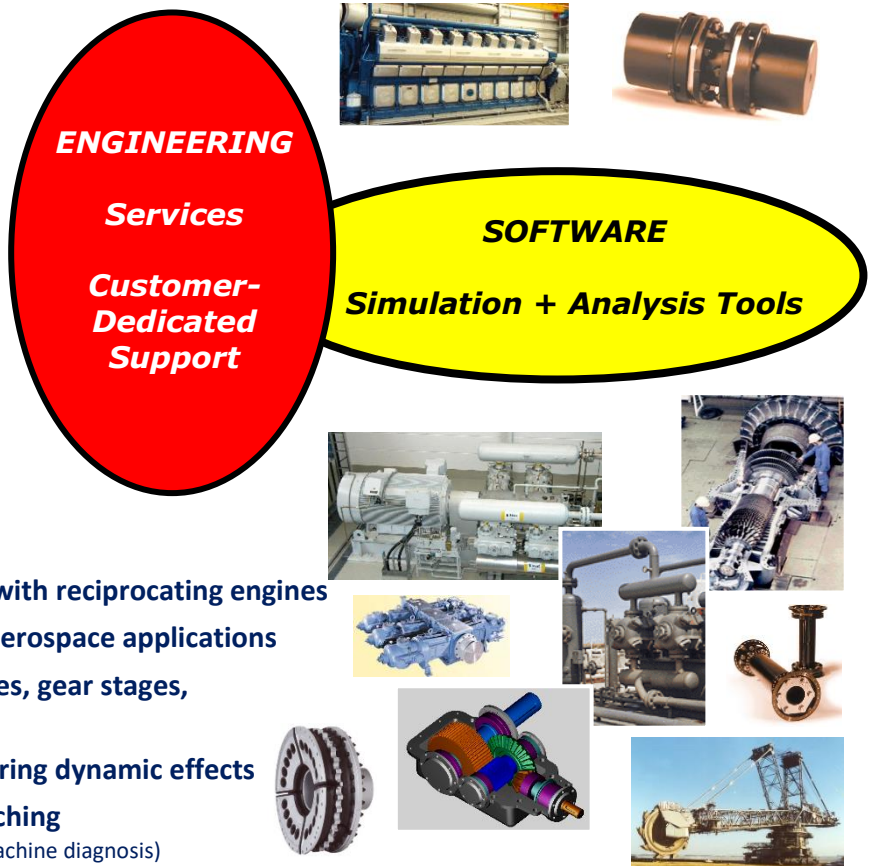 ENGINEERING
Services
Customer-
Dedicated
Support
SOFTWARE
Simulation + Analysis Tools
with reciprocating engines
erospace applications
es, gear stages,
ring dynamic effects
ching
achine diagnosis)